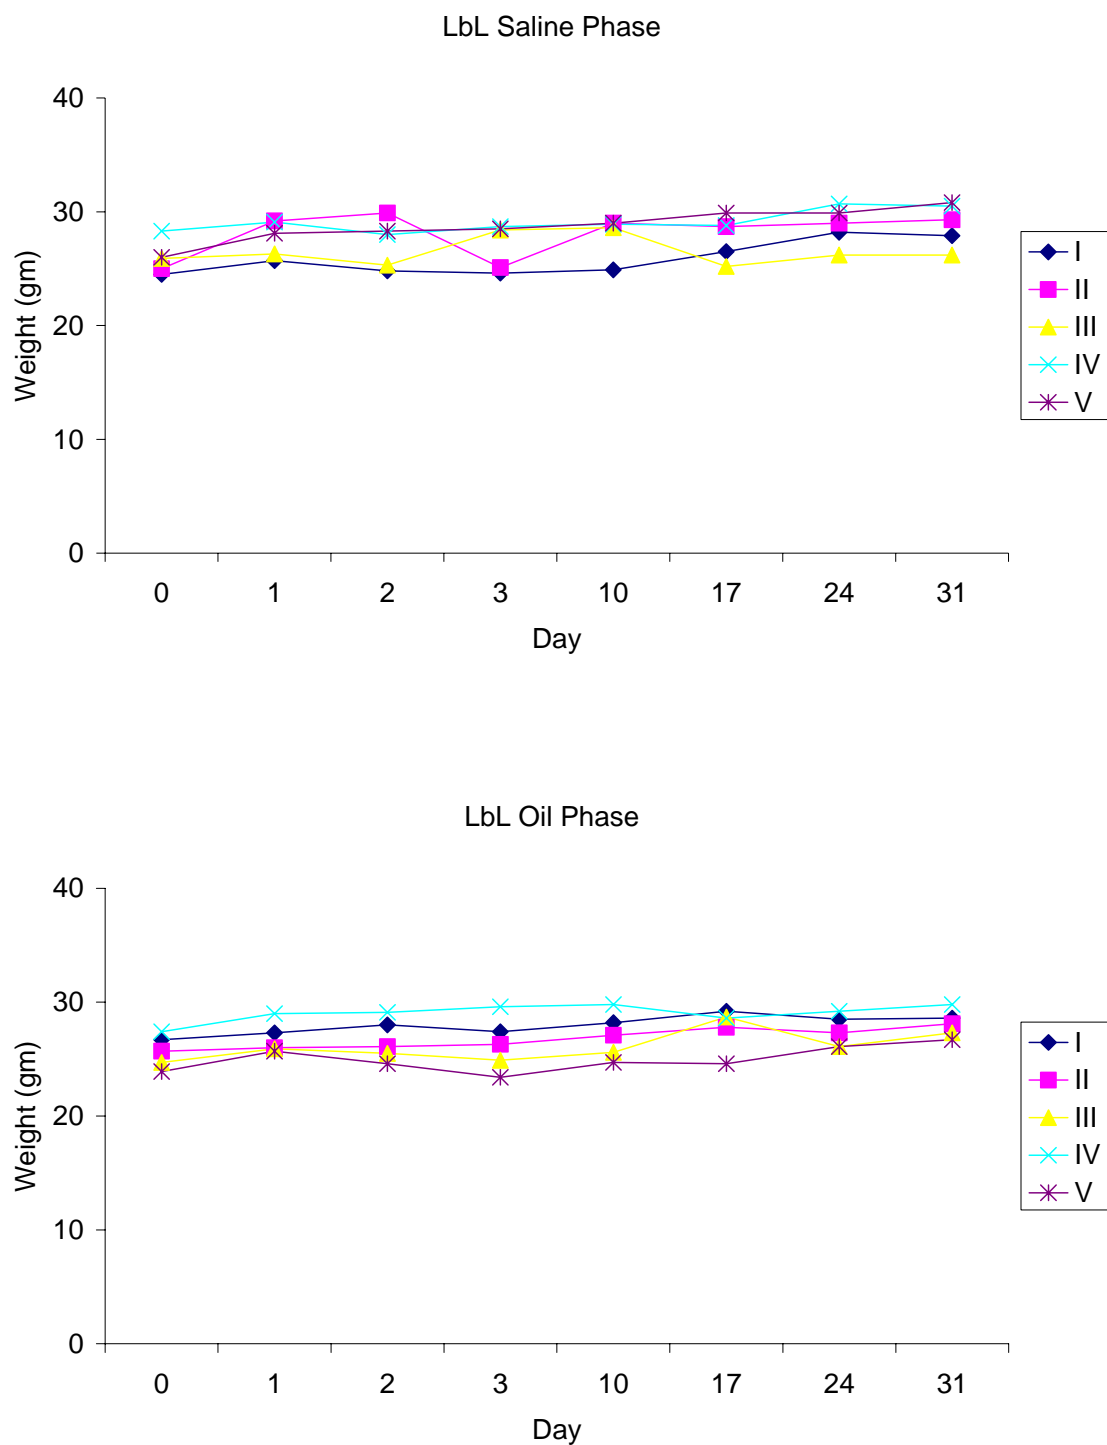 LbL Saline Phase
40
30
20
10
0
Weight (gm)
0 1 2 3 10 17 24 31
Day
I
II
III
IV
V
LbL Oil Phase
40
30
20
10
0
Weight (gm)
0 1 2 3 10 17 24 31
Day
I
II
III
IV
V